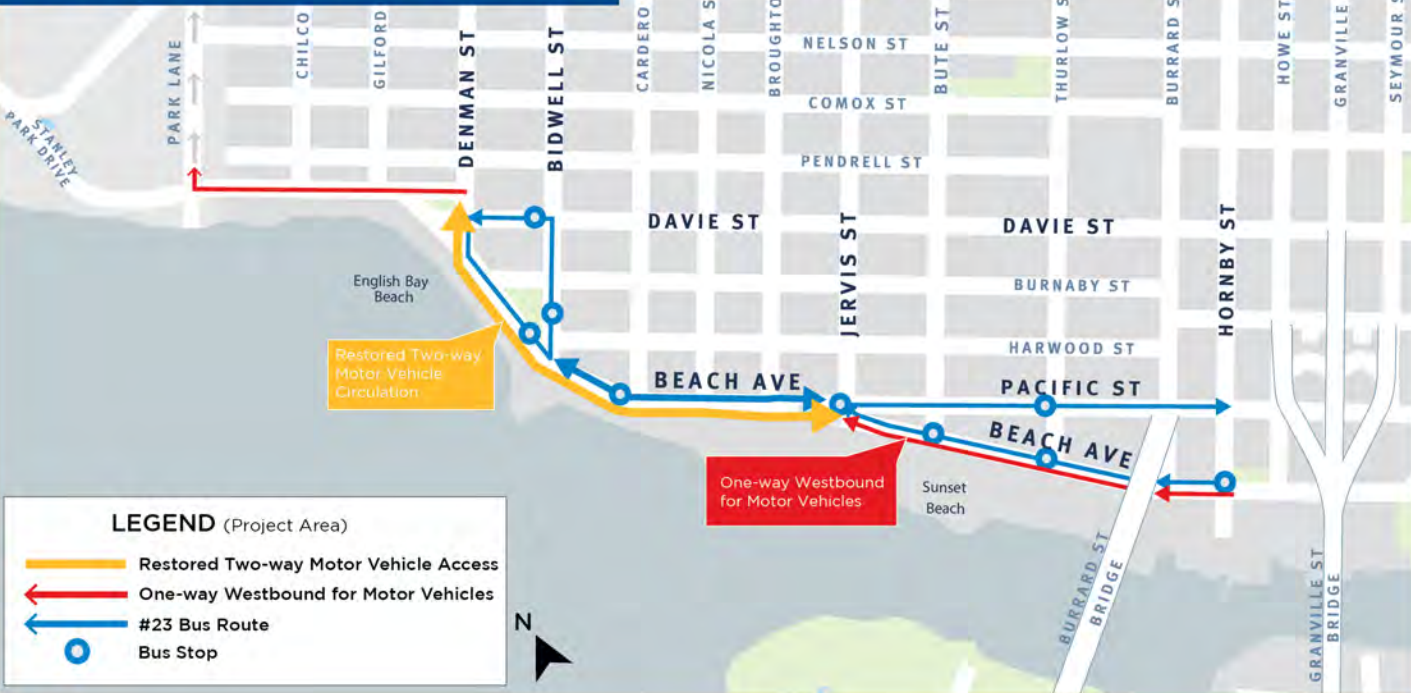 PARK LANE
CHILCO
GILFORD
DENMAN ST
BIDWELL ST
CARDERO
NICOLA S
BROUGHTO
NELSON ST
BUTE ST
THURLOW S
BURRARD S
HOWE ST
GRANVILLE
SEYMOUR S
COMOX ST
STANLEY
PARK DRIVE
PENDRELL ST
DAVIE ST
JERVIS ST
DAVIE ST
HORNBY ST
English Bay
Beach
BURNABY ST
Restored Two-way
Motor Vehicle
Circulation
HARWOOD ST
BEACH AVE
PACIFIC ST
BEACH AVE
One-way Westbound
for Motor Vehicles
Sunset
Beach
BURRARD ST
BRIDGE
GRANVILLE ST
BRIDGE
LEGEND (Project Area)
Restored Two-way Motor Vehicle Access
One-way Westbound for Motor Vehicles
#23 Bus Route
Bus Stop
N